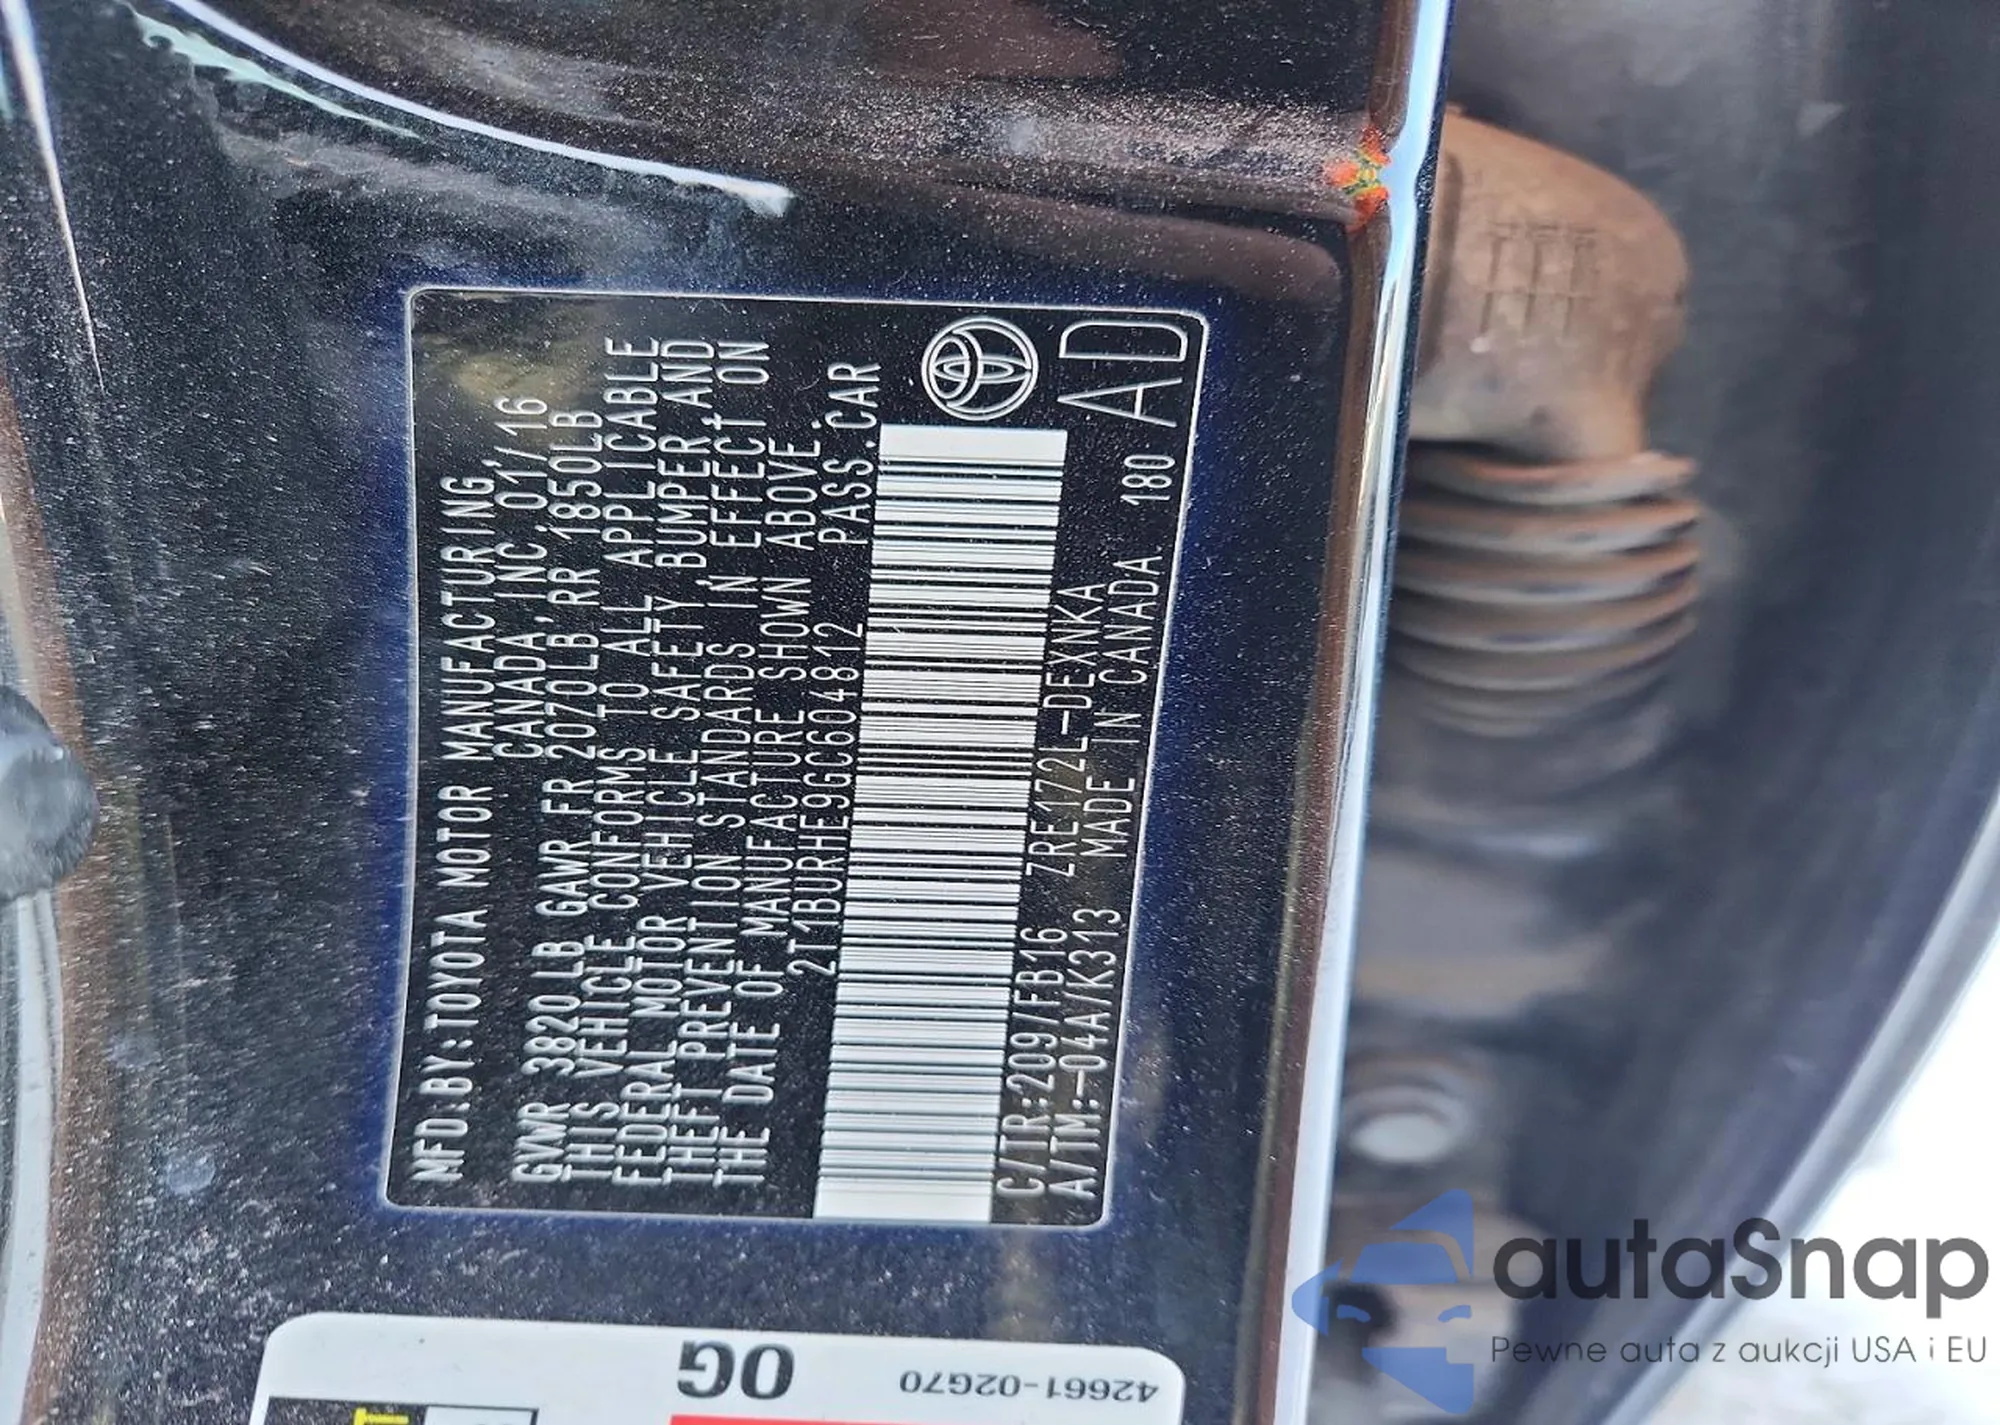 MFD.BY:TOYOTA MOTOR MANUFACTURING,
CANADA, INC. 01/16
GVWR 3820 LB GAWR FR 2070LB, RR 1850LB
THIS VEHICLE CONFORMS TO ALL APPLICABLE
FEDERAL MOTOR VEHICLE SAFETY, BUMPER, AND
THEFT PREVENTION STANDARDS IN EFFECT ON
THE DATE OF MANUFACTURE SHOWN ABOVE.
2T1BURHE9GC604812 PASS.CAR
C/TR:209/FB16 ZRE172L-DEXNKA
A/TM:-04A/K313 MADE IN CANADA 180 AD
0G
42661-02G70
autaSnap
Pewne auta z aukcji USA i EU